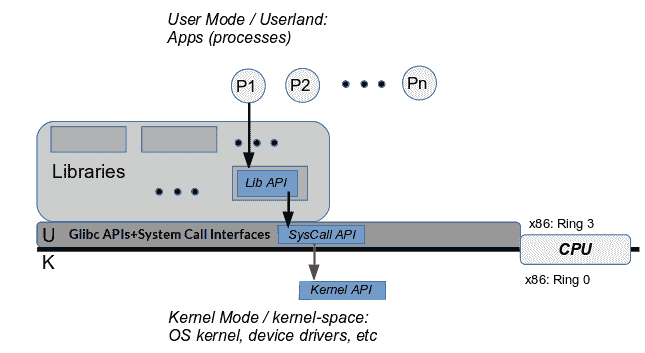 User Mode / Userland:
Apps (processes)
P1
P2
Pn
Libraries
Lib API
U
Glibc APIs+System Call Interfaces
SysCall API
x86: Ring 3
CPU
K
x86: Ring 0
Kernel API
Kernel Mode / kernel-space:
OS kernel, device drivers, etc